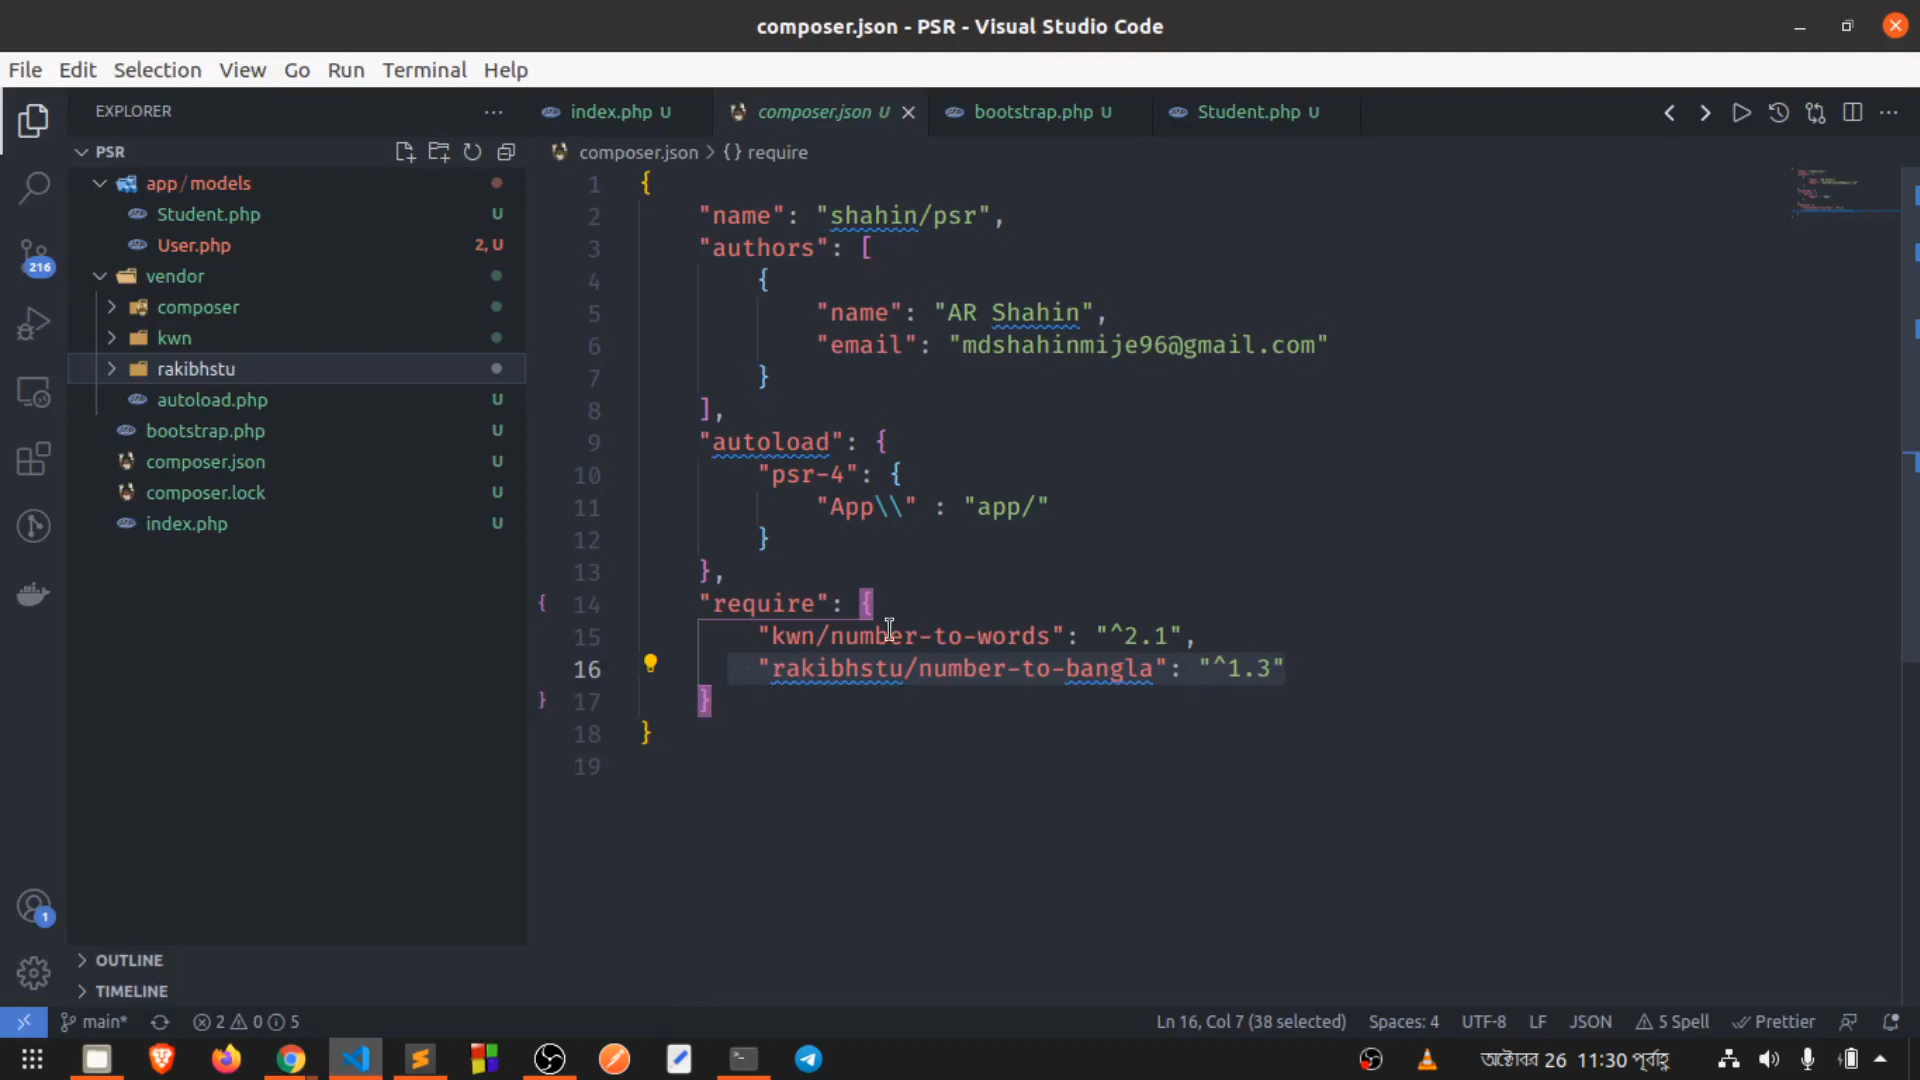 composer.json - PSR - Visual Studio Code
File Edit Selection View Go Run Terminal Help
EXPLORER
index.php U
composer.json U
bootstrap.php U
Student.php U
PSR
composer.json > {} require
app/models
Student.php U
User.php 2, U
vendor
composer
kwn
rakibhstu
autoload.php U
bootstrap.php U
composer.json U
composer.lock U
index.php U
216
1
OUTLINE
TIMELINE
1 {
2 "name": "shahin/psr",
3 "authors": [
4 {
5 "name": "AR Shahin",
6 "email": "mdshahinmije96@gmail.com"
7 }
8 ],
9 "autoload": {
10 "psr-4": {
11 "App\\" : "app/"
12 }
13 },
14 "require": {
15 "kwn/number-to-words": "^2.1",
16 "rakibhstu/number-to-bangla": "^1.3"
17 }
18 }
19
main* 2 0 5 Ln 16, Col 7 (38 selected) Spaces: 4 UTF-8 LF JSON 5 Spell Prettier
অক্টোবর 26 11:30 পূর্বাহ্ণ